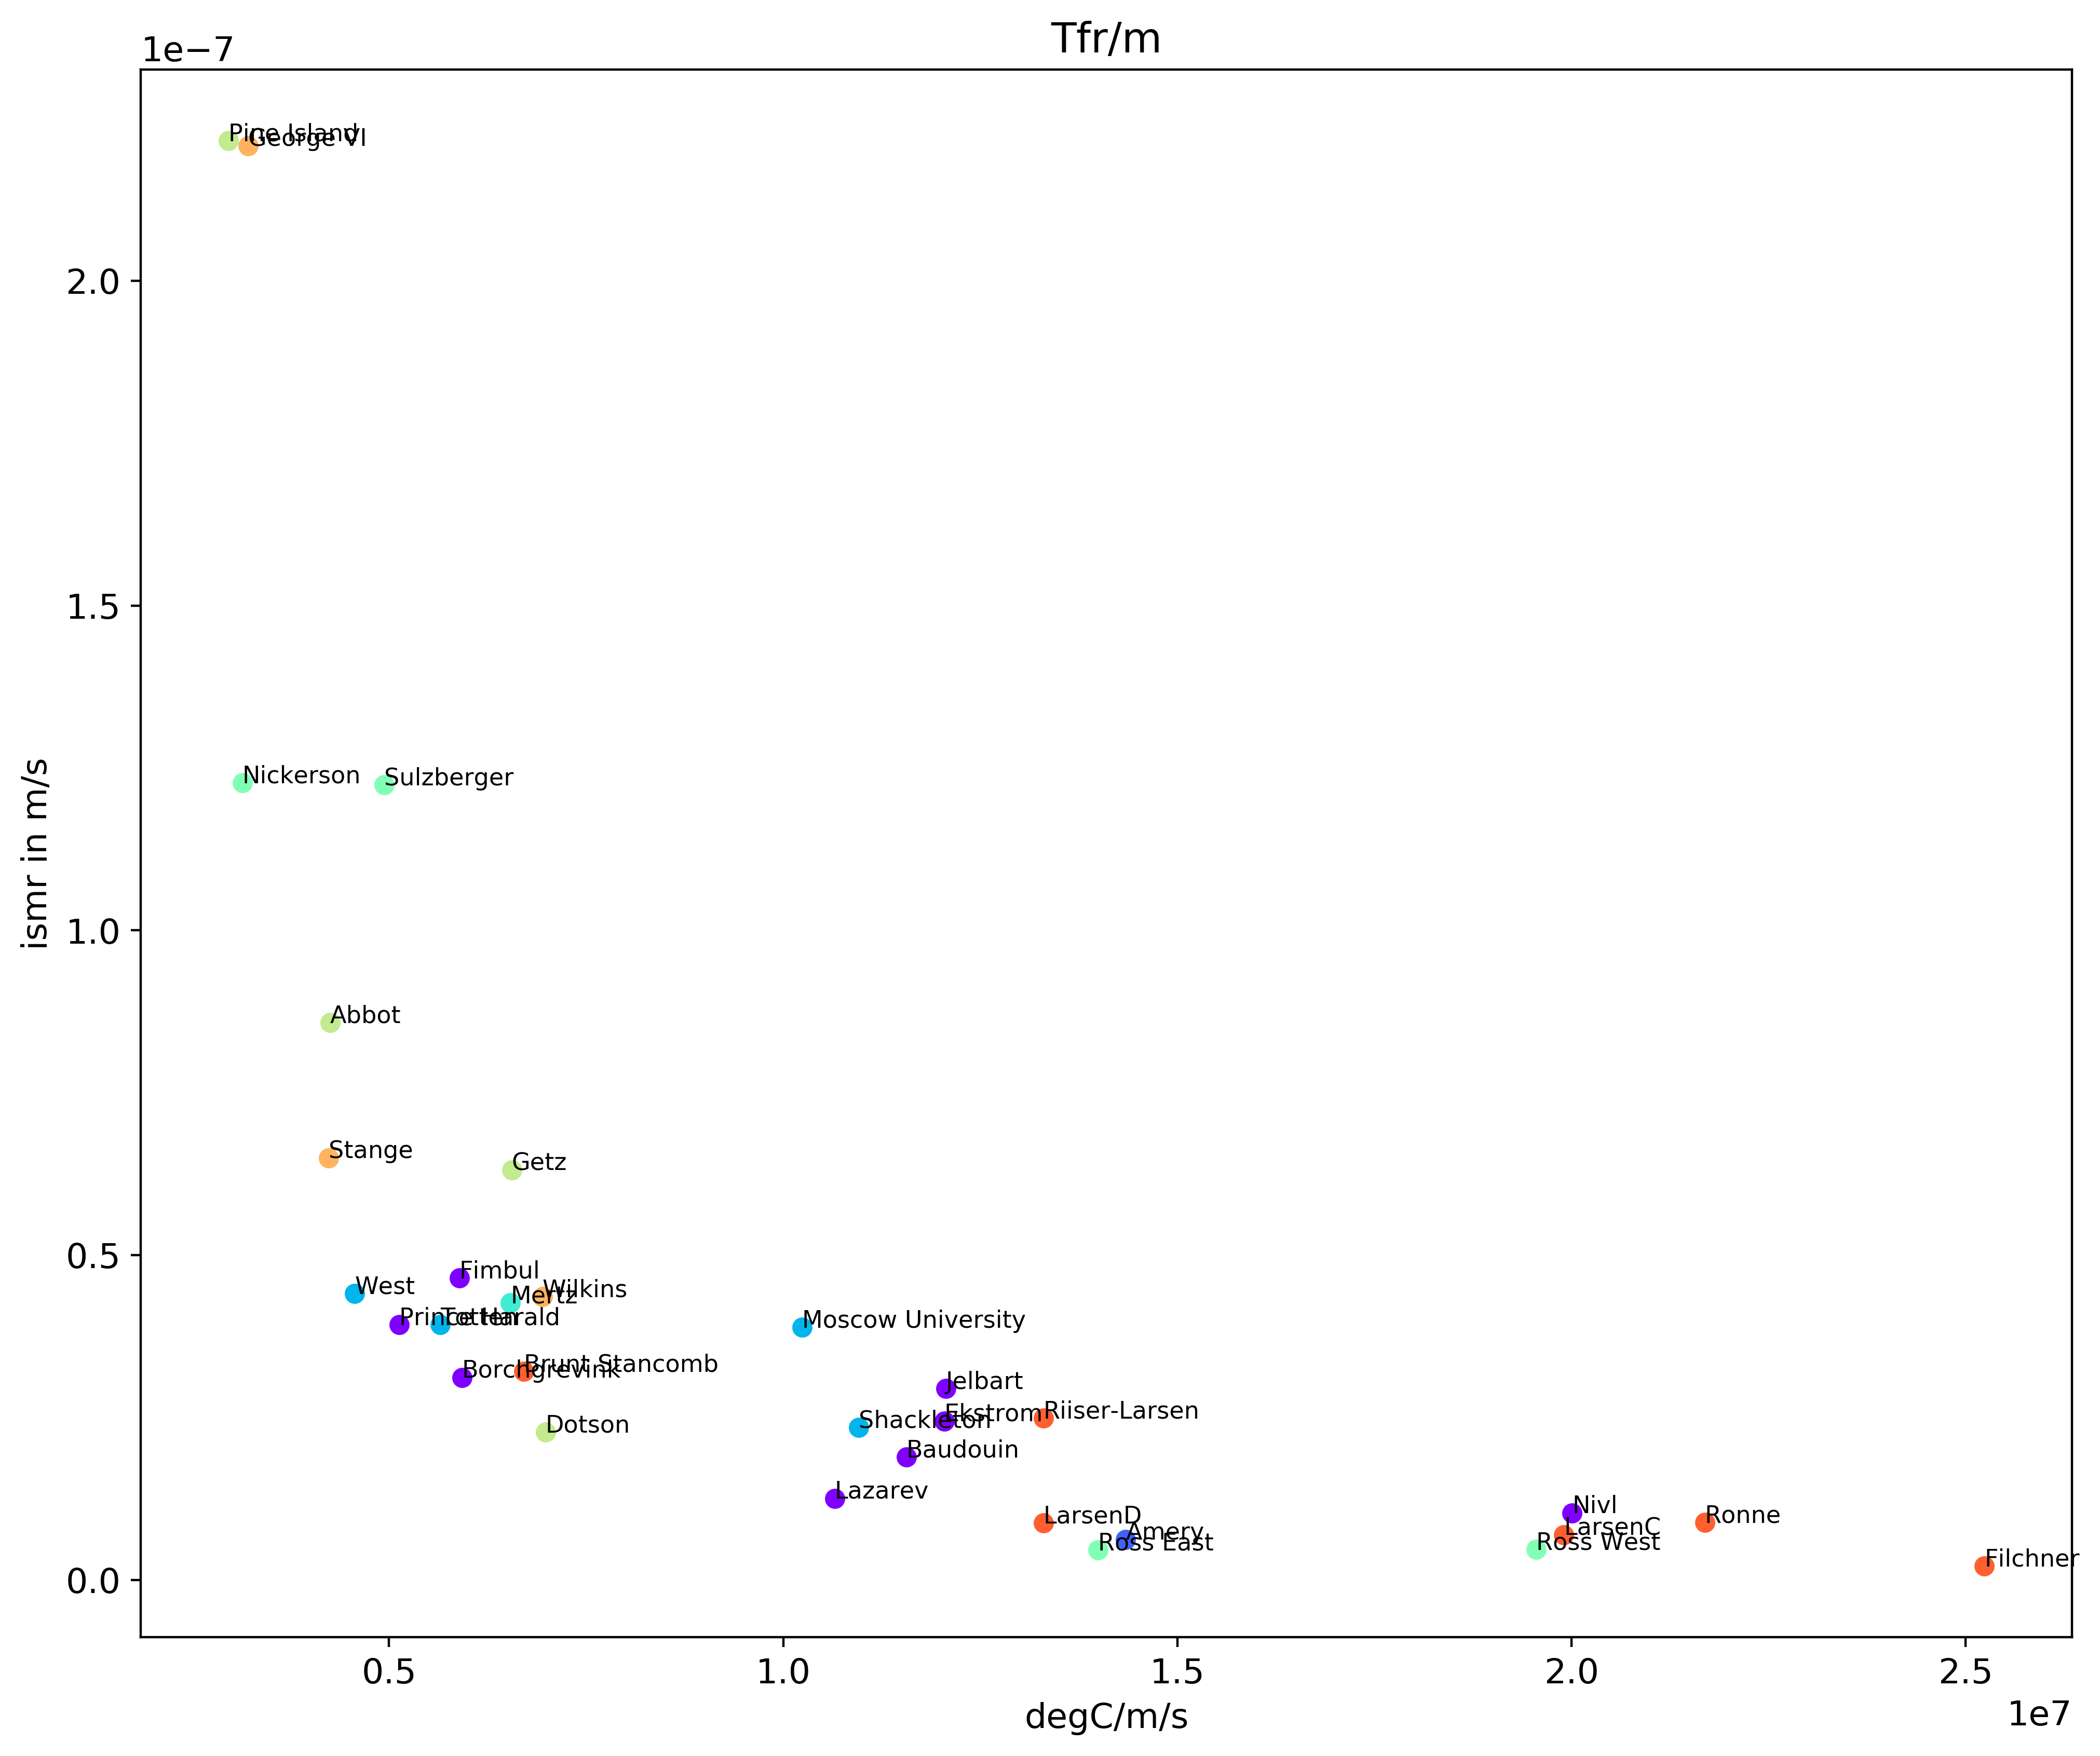 Tfr/m
1e−7
Pine Island
George VI
2.0
1.5
Nickerson
Sulzberger
ismr in m/s
1.0
Abbot
Stange
Getz
0.5
Fimbul
West
Wilkins
Mertz
Prince Harald
Totten
Moscow University
Brunt Stancomb
Borchgrevink
Jelbart
Riiser-Larsen
Ekstrom
Shackleton
Dotson
Baudouin
Lazarev
Nivl
LarsenD
Ronne
LarsenC
Amery
Ross East
Ross West
Filchner
0.0
0.5
1.0
1.5
2.0
2.5
degC/m/s
1e7